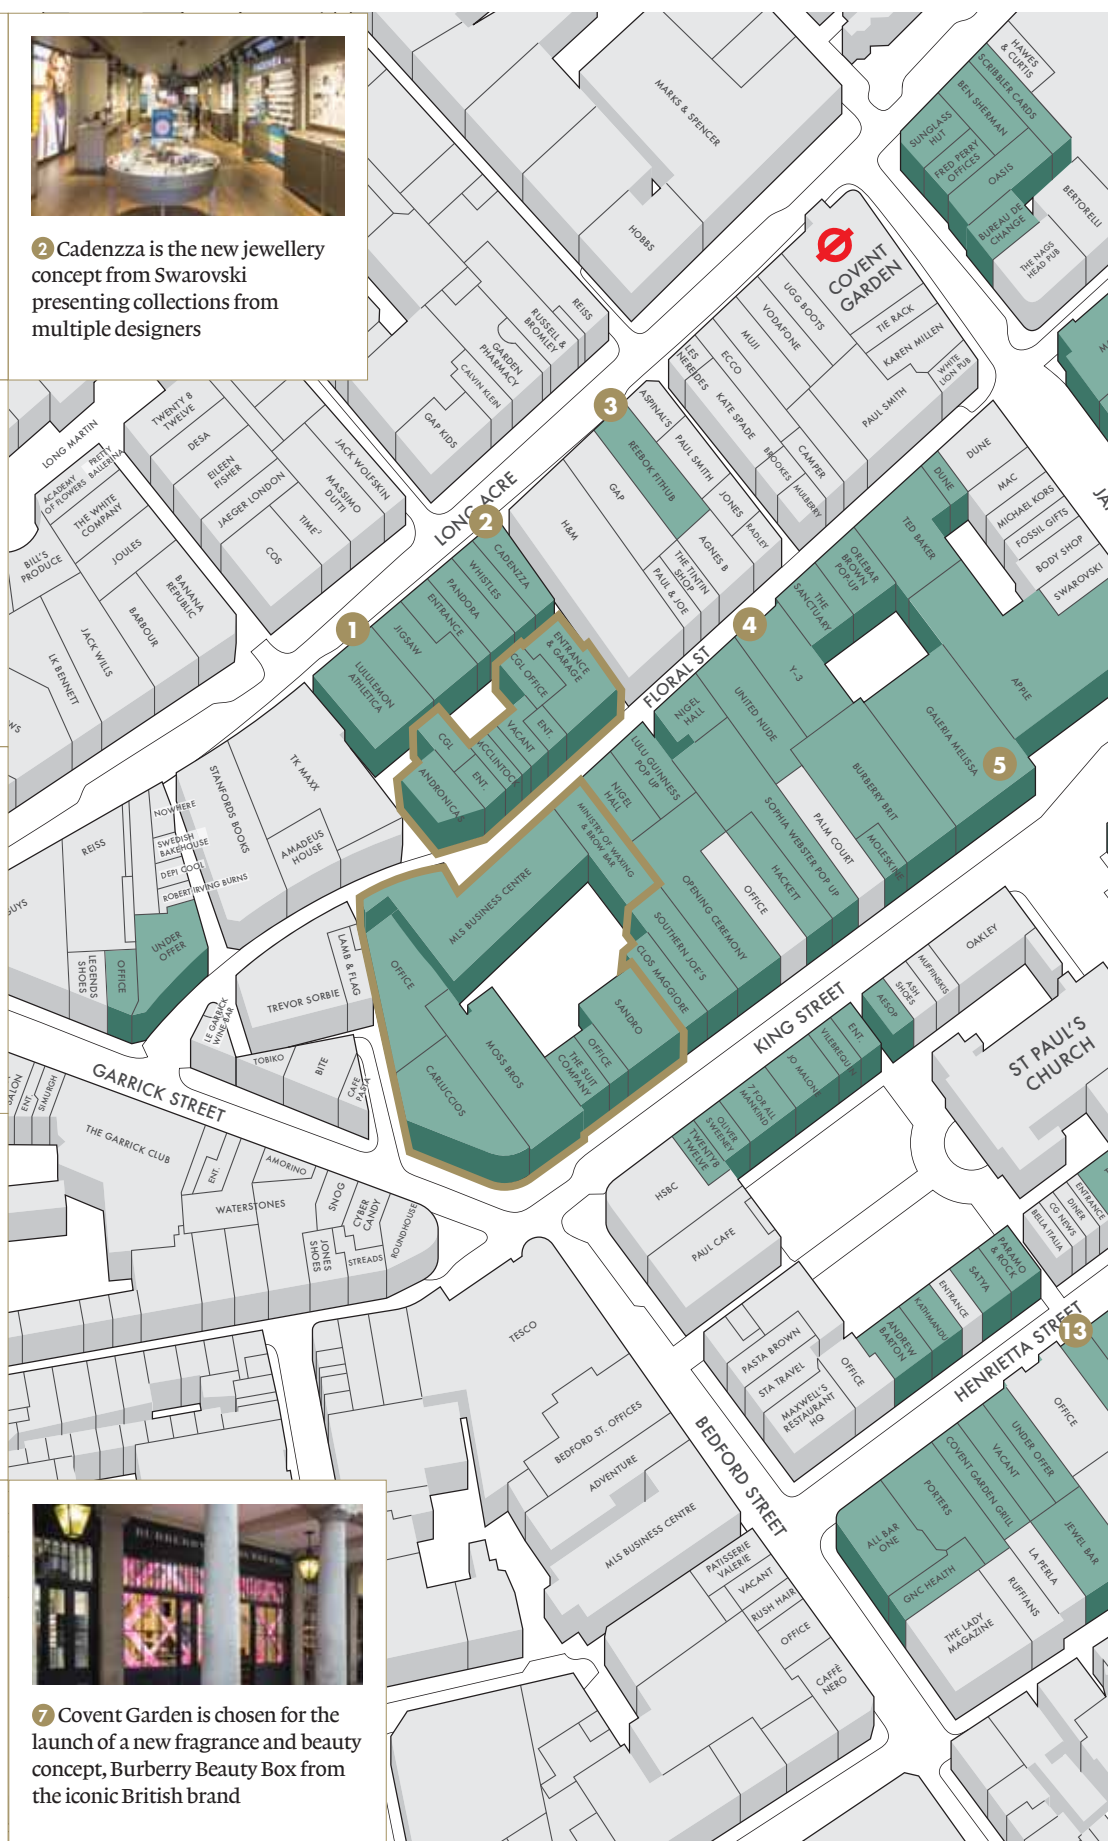 2 Cadenzza is the new jewellery
concept from Swarovski
presenting collections from
multiple designers
MARKS & SPENCER
HOBBS
HAWES
& CURTIS
SCRIBBLER CARDS
BEN SHERMAN
SUNGLASS
HUT
FRED PERRY
OFFICES
OASIS
BUREAU DE
CHANGE
BERTORELLI
THE NAGS
HEAD PUB
COVENT
GARDEN
UGG BOOTS
VODAFONE
MUJI
ECCO
LES
NEREIDES
KATE SPADE
TIE RACK
KAREN MILLEN
WHITE
LION PUB
PAUL SMITH
CAMPER
BROOKES
MULBERRY
REISS
RUSSELL &
BROMLEY
GARDEN
PHARMACY
CALVIN KLEIN
GAP KIDS
TWENTY 8
TWELVE
DESA
EILEEN
FISHER
JAEGER LONDON
COS
TIME²
MASSIMO
DUTTI
JACK WOLFSKIN
LONG MARTIN
PRETTY
BALLERINA
ACADEMY
OF FLOWERS
THE WHITE
COMPANY
JOULES
BILL'S
PRODUCE
BANANA
REPUBLIC
BARBOUR
JACK WILLS
LK BENNETT
WS
LONG ACRE
3
ASPINAL'S
REEBOK FITHUB
PAUL SMITH
JONES
RADLEY
GAP
H&M
AGNES B
THE TINTIN
SHOP
PAUL & JOE
2
CADENZZA
WHISTLES
PANDORA
ENTRANCE
1
JIGSAW
LULULEMON
ATHLETICA
ENTRANCE
& GARAGE
CGL OFFICE
CGL
ENT.
VACANT
MCCLINTOCK
ENT.
ANDRONICAS
FLORAL ST
4
DUNE
DUNE
MAC
MICHAEL KORS
FOSSIL GIFTS
BODY SHOP
SWAROVSKI
TED BAKER
ORLEBAR
BROWN
POP-UP
THE
SANCTUARY
Y-3
UNITED NUDE
NIGEL
HALL
APPLE
GALERIA MELISSA
5
BURBERRY BRIT
LULU GUINNESS
POP UP
NIGEL
HALL
MINISTRY OF WAXING
& BROW BAR
PALM COURT
MOLESKINE
SOPHIA WEBSTER POP UP
HACKETT
OFFICE
OPENING CEREMONY
SOUTHERN JOE'S
CLOS MAGGIORE
MLS BUSINESS CENTRE
OFFICE
SANDRO
OFFICE
THE SUIT
COMPANY
MOSS BROS
CARLUCCIOS
TK MAXX
STANFORDS BOOKS
AMADEUS
HOUSE
REISS
NOWHERE
SWEDISH
BAKEHOUSE
DEPI COOL
ROBERT IRVING BURNS
GUYS
UNDER
OFFER
OFFICE
LEGENDS
SHOES
LAMB & FLAG
TREVOR SORBIE
LE GARRICK
WINE BAR
TOBIKO
BITE
CAFE
PASTA
GARRICK STREET
SALON
ENT.
SIMURGH
THE GARRICK CLUB
ENT.
AMORINO
WATERSTONES
SNOG
CYBER
CANDY
JONES
SHOES
STREADS
ROUNDHOUSE
KING STREET
OAKLEY
MUFFINSKIS
ASH
SHOES
AESOP
ST PAUL'S
CHURCH
ENT.
VILEBREQUIN
JO MALONE
7 FOR ALL
MANKIND
OLIVER
SWEENEY
TWENTY8
TWELVE
HSBC
PAUL CAFE
ENTRANCE
DINER
CG NEWS
BELLA ITALIA
PARAMO
& ROCK
SATYA
ENTRANCE
KATHMANDU
ANDREW
BARTON
OFFICE
PASTA BROWN
STA TRAVEL
MAXWELL'S
RESTAURANT
HQ
HENRIETTA STREET
13
OFFICE
UNDER OFFER
VACANT
COVENT GARDEN GRILL
PORTERS
ALL BAR
ONE
GNC HEALTH
JEWEL BAR
LA PERLA
RUFFIANS
THE LADY
MAGAZINE
BEDFORD STREET
TESCO
BEDFORD ST. OFFICES
ADVENTURE
MLS BUSINESS CENTRE
PATISSERIE
VALERIE
VACANT
RUSH HAIR
OFFICE
CAFFÈ
NERO
7 Covent Garden is chosen for the
launch of a new fragrance and beauty
concept, Burberry Beauty Box from
the iconic British brand